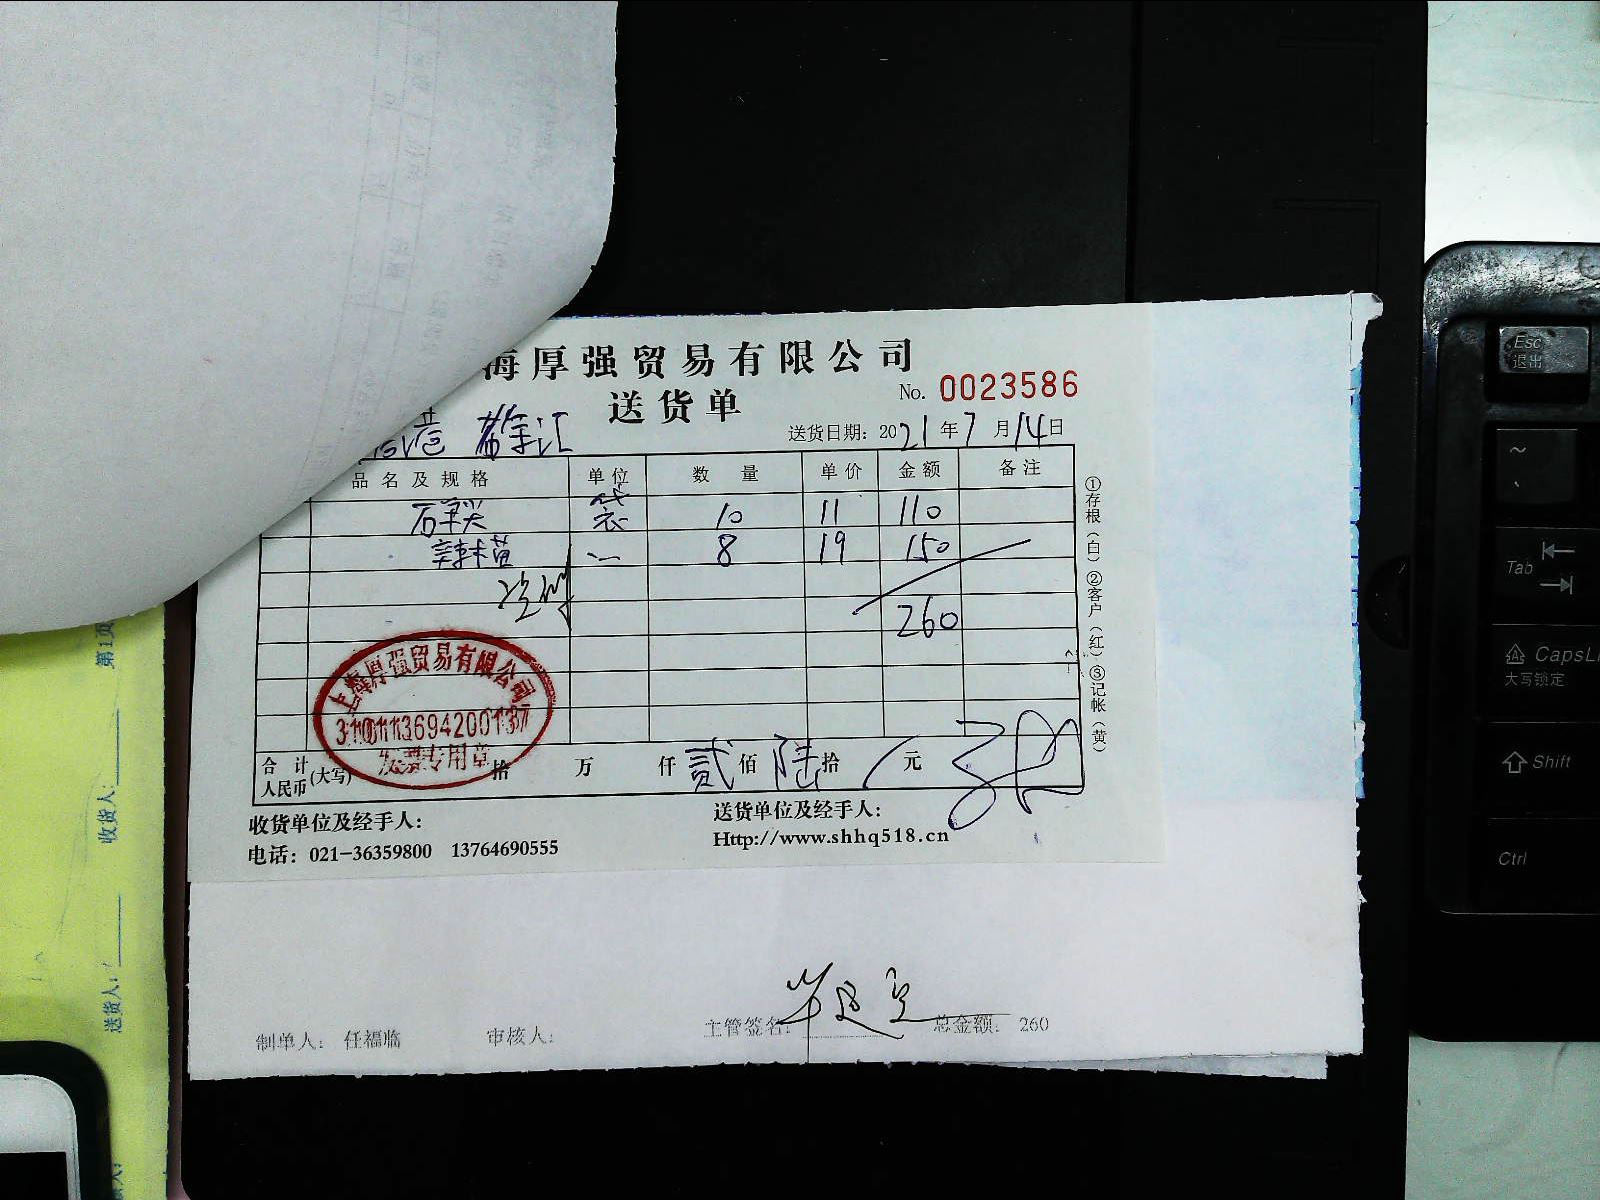 海厚强贸易有限公司
送货单
No. 0023586
港 徐汇
送货日期: 2021年7月14日
品名及规格 单位 数量 单价 金额 备注
袋 10 11 110
8 19 150
260
上海厚强贸易有限公司
发票专用章
合计人民币(大写) 拾 万 仟 贰佰 陆拾 元
①存根(白)②客户(红)③记帐(黄)
收货单位及经手人:
送货单位及经手人:
电话: 021-36359800 13764690555
Http://www.shhq518.cn
制单人: 任福临 审核人: 主管签名: 总金额: 260
第1页
收货人:
送货人:
Esc
退出
~
Tab
CapsL
大写锁定
Shift
Ctrl